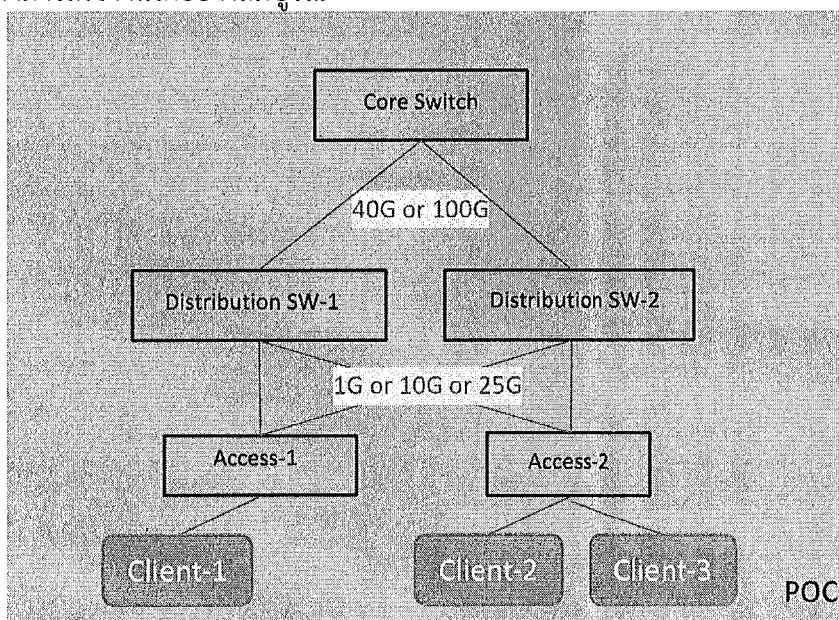 Core Switch
40G or 100G
Distribution SW-1
Distribution SW-2
1G or 10G or 25G
Access-1
Access-2
Client-1
Client-2
Client-3
POC